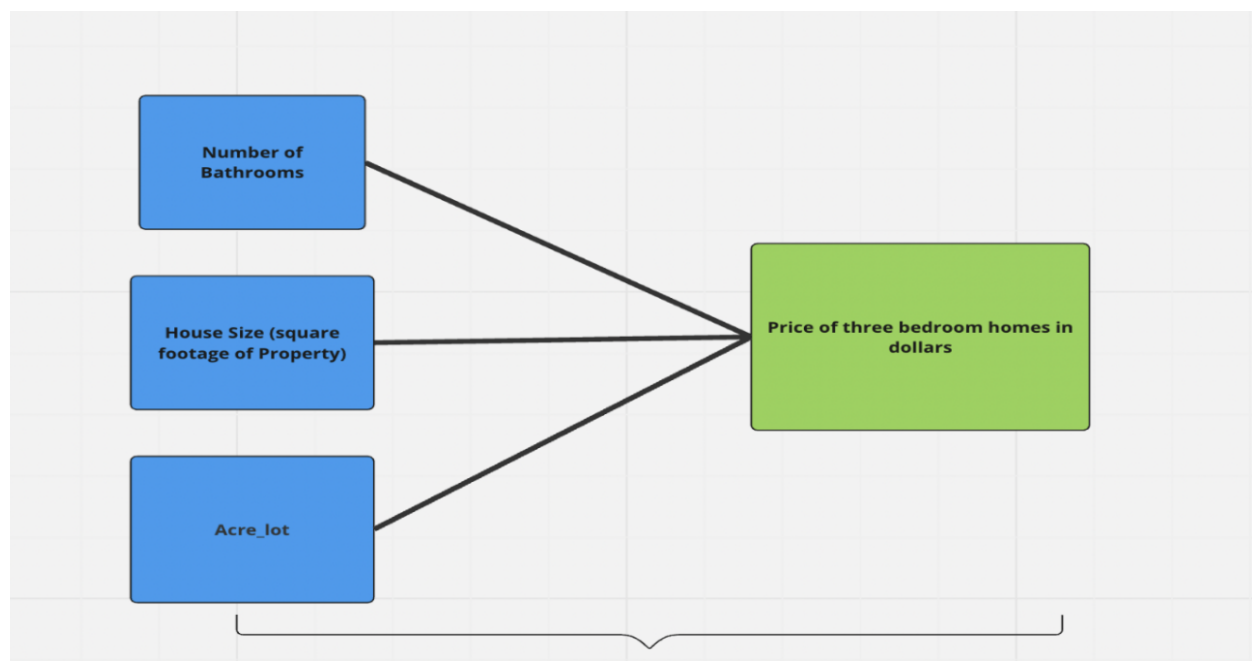 Number of
Bathrooms
House Size (square
footage of Property)
Acre_lot
Price of three bedroom homes in
dollars